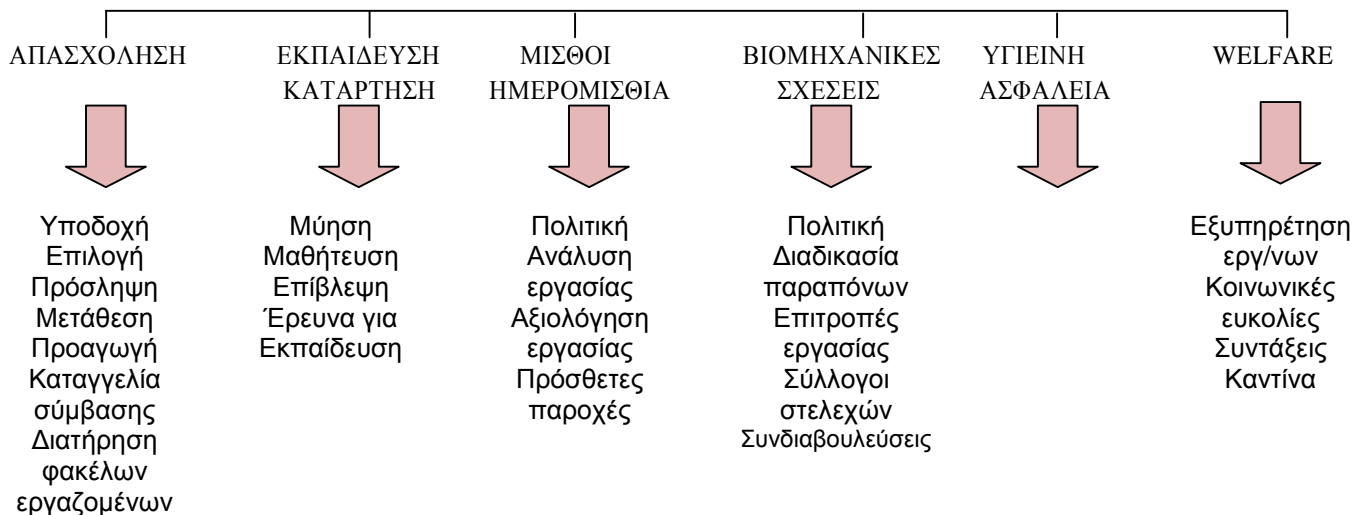 ΑΠΑΣΧΟΛΗΣΗ
ΕΚΠΑΙΔΕΥΣΗ
ΚΑΤΑΡΤΗΣΗ
ΜΙΣΘΟΙ
ΗΜΕΡΟΜΙΣΘΙΑ
ΒΙΟΜΗΧΑΝΙΚΕΣ
ΣΧΕΣΕΙΣ
ΥΓΙΕΙΝΗ
ΑΣΦΑΛΕΙΑ
WELFARE
Υποδοχή
Επιλογή
Πρόσληψη
Μετάθεση
Προαγωγή
Καταγγελία
σύμβασης
Διατήρηση
φακέλων
εργαζομένων
Μύηση
Μαθήτευση
Επίβλεψη
Έρευνα για
Εκπαίδευση
Πολιτική
Ανάλυση
εργασίας
Αξιολόγηση
εργασίας
Πρόσθετες
παροχές
Πολιτική
Διαδικασία
παραπόνων
Επιτροπές
εργασίας
Σύλλογοι
στελεχών
Συνδιαβουλεύσεις
Εξυπηρέτηση
εργ/νων
Κοινωνικές
ευκολίες
Συντάξεις
Καντίνα